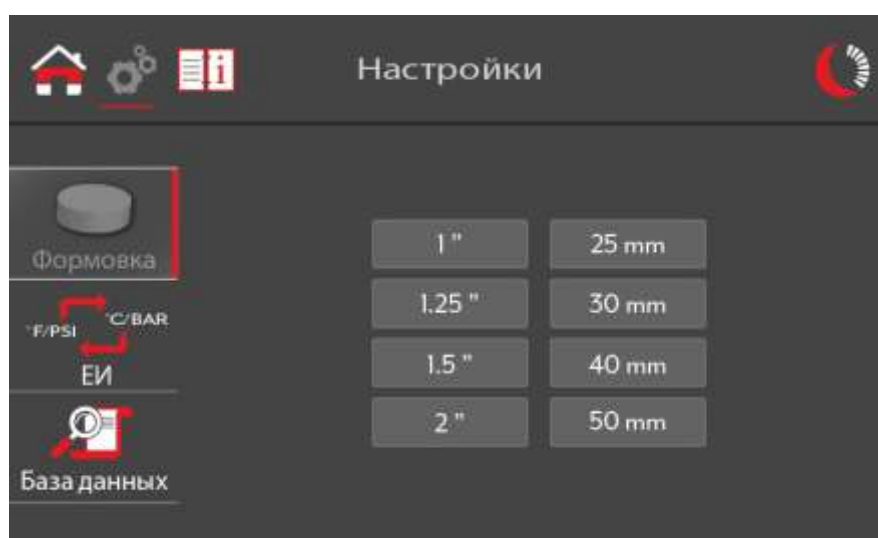 i
Настройки
Формовка
°F/PSI °C/BAR
ЕИ
База данных
1 " 25 mm
1.25 " 30 mm
1.5 " 40 mm
2 " 50 mm